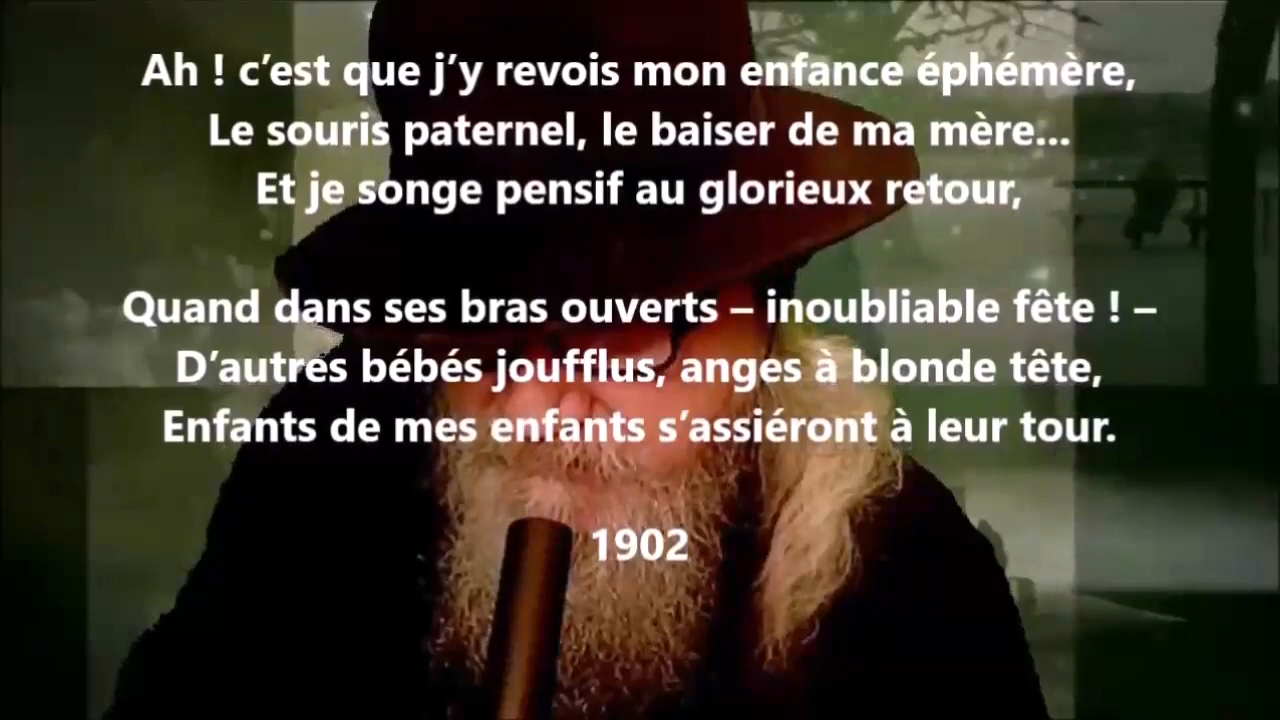 Ah ! c’est que j’y revois mon enfance éphémère,
Le souris paternel, le baiser de ma mère...
Et je songe pensif au glorieux retour,
Quand dans ses bras ouverts – inoubliable fête ! –
D’autres bébés joufflus, anges à blonde tête,
Enfants de mes enfants s’assiéront à leur tour.
1902